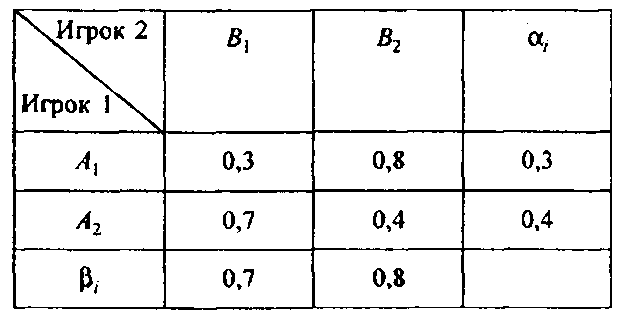 Игрок 2 B₁ B₂ αᵢ
Игрок 1
A₁ 0,3 0,8 0,3
A₂ 0,7 0,4 0,4
βᵢ 0,7 0,8